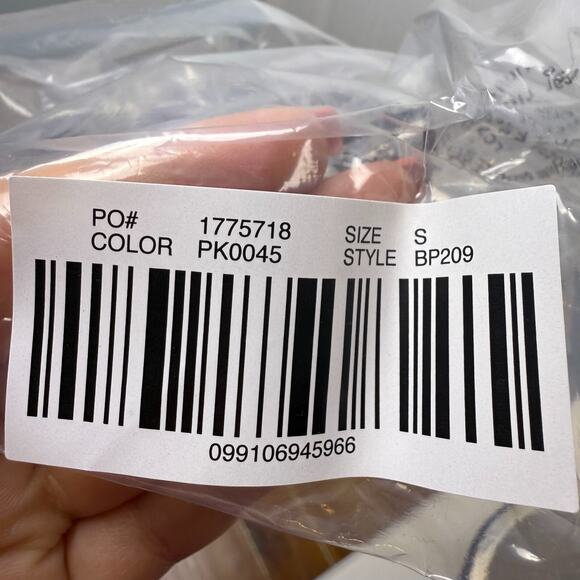 PO# 1775718 SIZE S
COLOR PK0045 STYLE BP209
099106945966